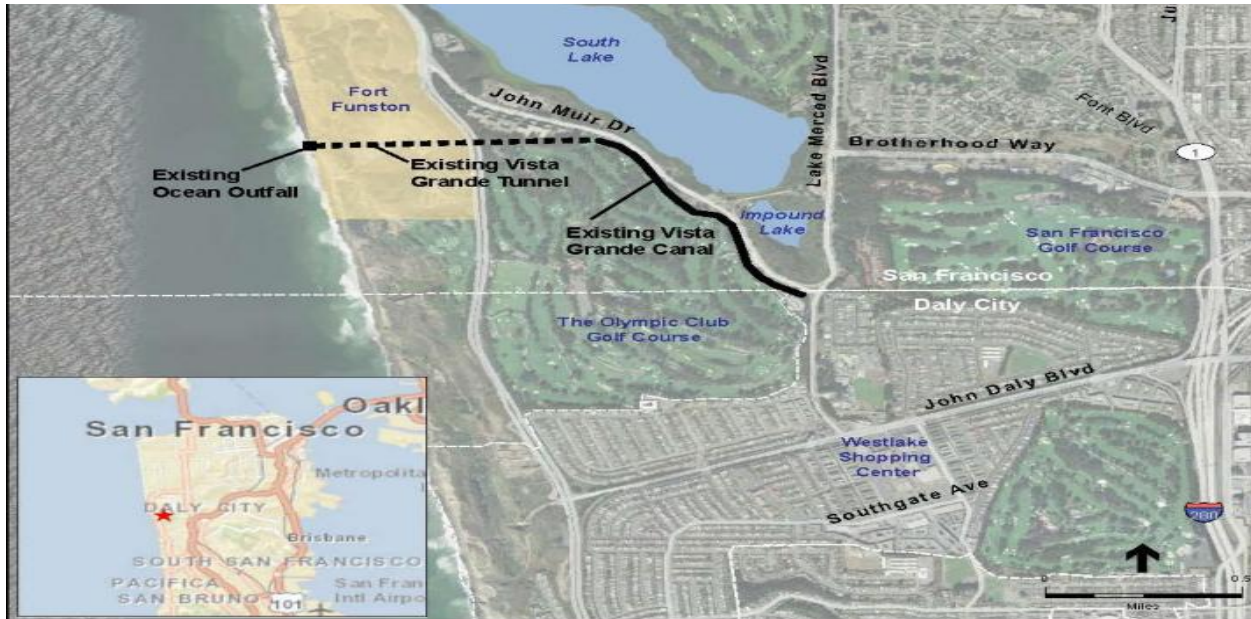 South
Lake
Fort
Funston
John Muir Dr
Lake Merced Blvd
Font Blvd
1
Brotherhood Way
Existing
Ocean Outfall
Existing Vista
Grande Tunnel
Existing Vista
Grande Canal
Impound
Lake
San Francisco
Golf Course
San Francisco
Daly City
The Olympic Club
Golf Course
John Daly Blvd
Westlake
Shopping
Center
Southgate Ave
280
0
0.5
Miles
Oakl
San Francisco
Metropolita
DALY CITY
Brisbane
SOUTH SAN FRANCISCO
PACIFICA
SAN BRUNO
San Fran
Intl Airpo
101